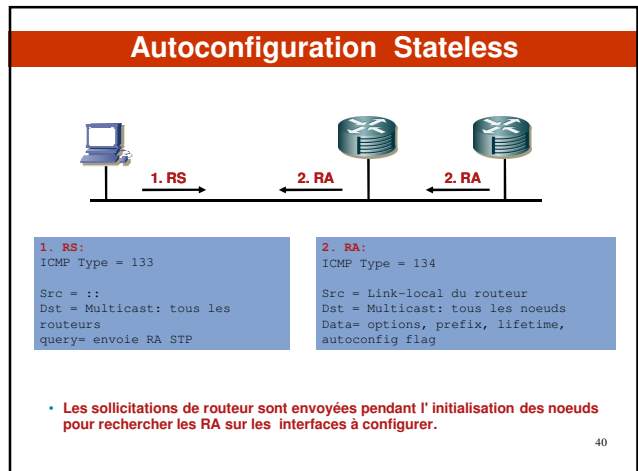 Autoconfiguration Stateless
1. RS
2. RA
2. RA
1. RS:
ICMP Type = 133
Src = ::
Dst = Multicast: tous les
routeurs
query= envoie RA STP
2. RA:
ICMP Type = 134
Src = Link-local du routeur
Dst = Multicast: tous les noeuds
Data= options, prefix, lifetime,
autoconfig flag
• Les sollicitations de routeur sont envoyées pendant l' initialisation des noeuds
pour rechercher les RA sur les interfaces à configurer.
40